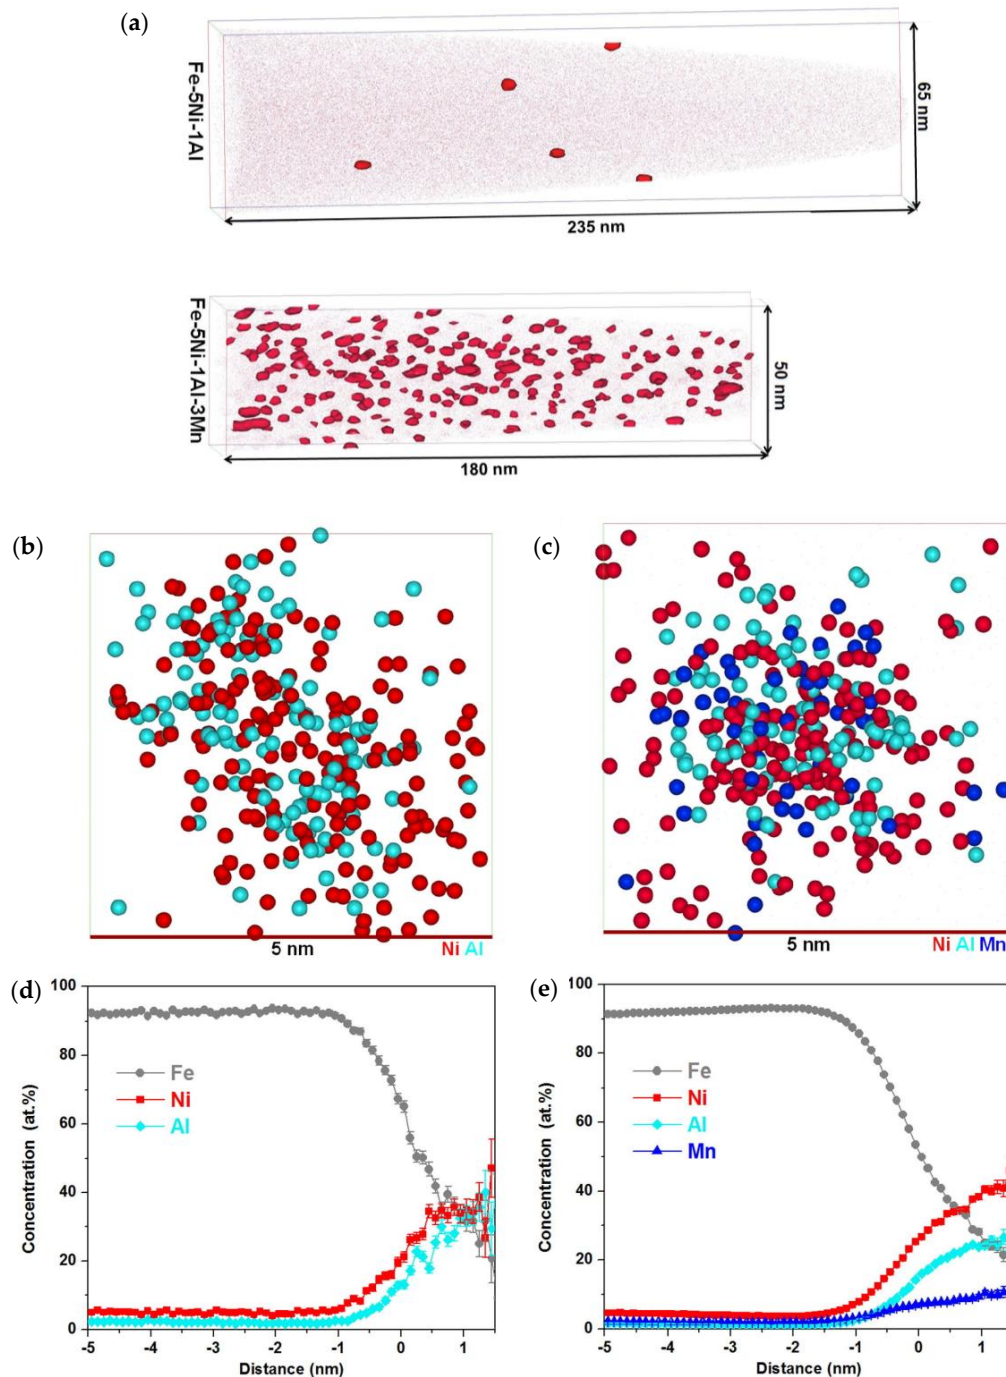 (a)
Fe-5Ni-1Al
65 nm
235 nm
Fe-5Ni-1Al-3Mn
50 nm
180 nm
(b)
(c)
5 nm
Ni Al
5 nm
Ni Al Mn
(d)
100
80
60
40
20
0
Concentration (at.%)
Fe
Ni
Al
-5 -4 -3 -2 -1 0 1
Distance (nm)
(e)
100
80
60
40
20
0
Concentration (at.%)
Fe
Ni
Al
Mn
-5 -4 -3 -2 -1 0 1
Distance (nm)